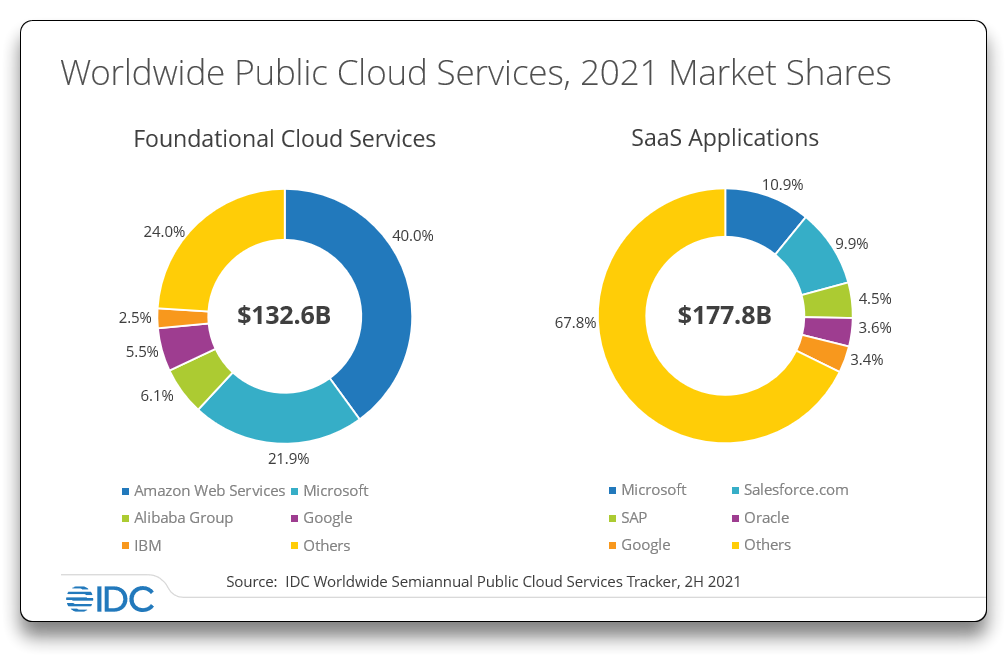 Worldwide Public Cloud Services, 2021 Market Shares
Foundational Cloud Services
40.0%
21.9%
6.1%
5.5%
2.5%
24.0%
$132.6B
Amazon Web Services
Microsoft
Alibaba Group
Google
IBM
Others
SaaS Applications
10.9%
9.9%
4.5%
3.6%
3.4%
67.8%
$177.8B
Microsoft
Salesforce.com
SAP
Oracle
Google
Others
Source: IDC Worldwide Semiannual Public Cloud Services Tracker, 2H 2021
IDC